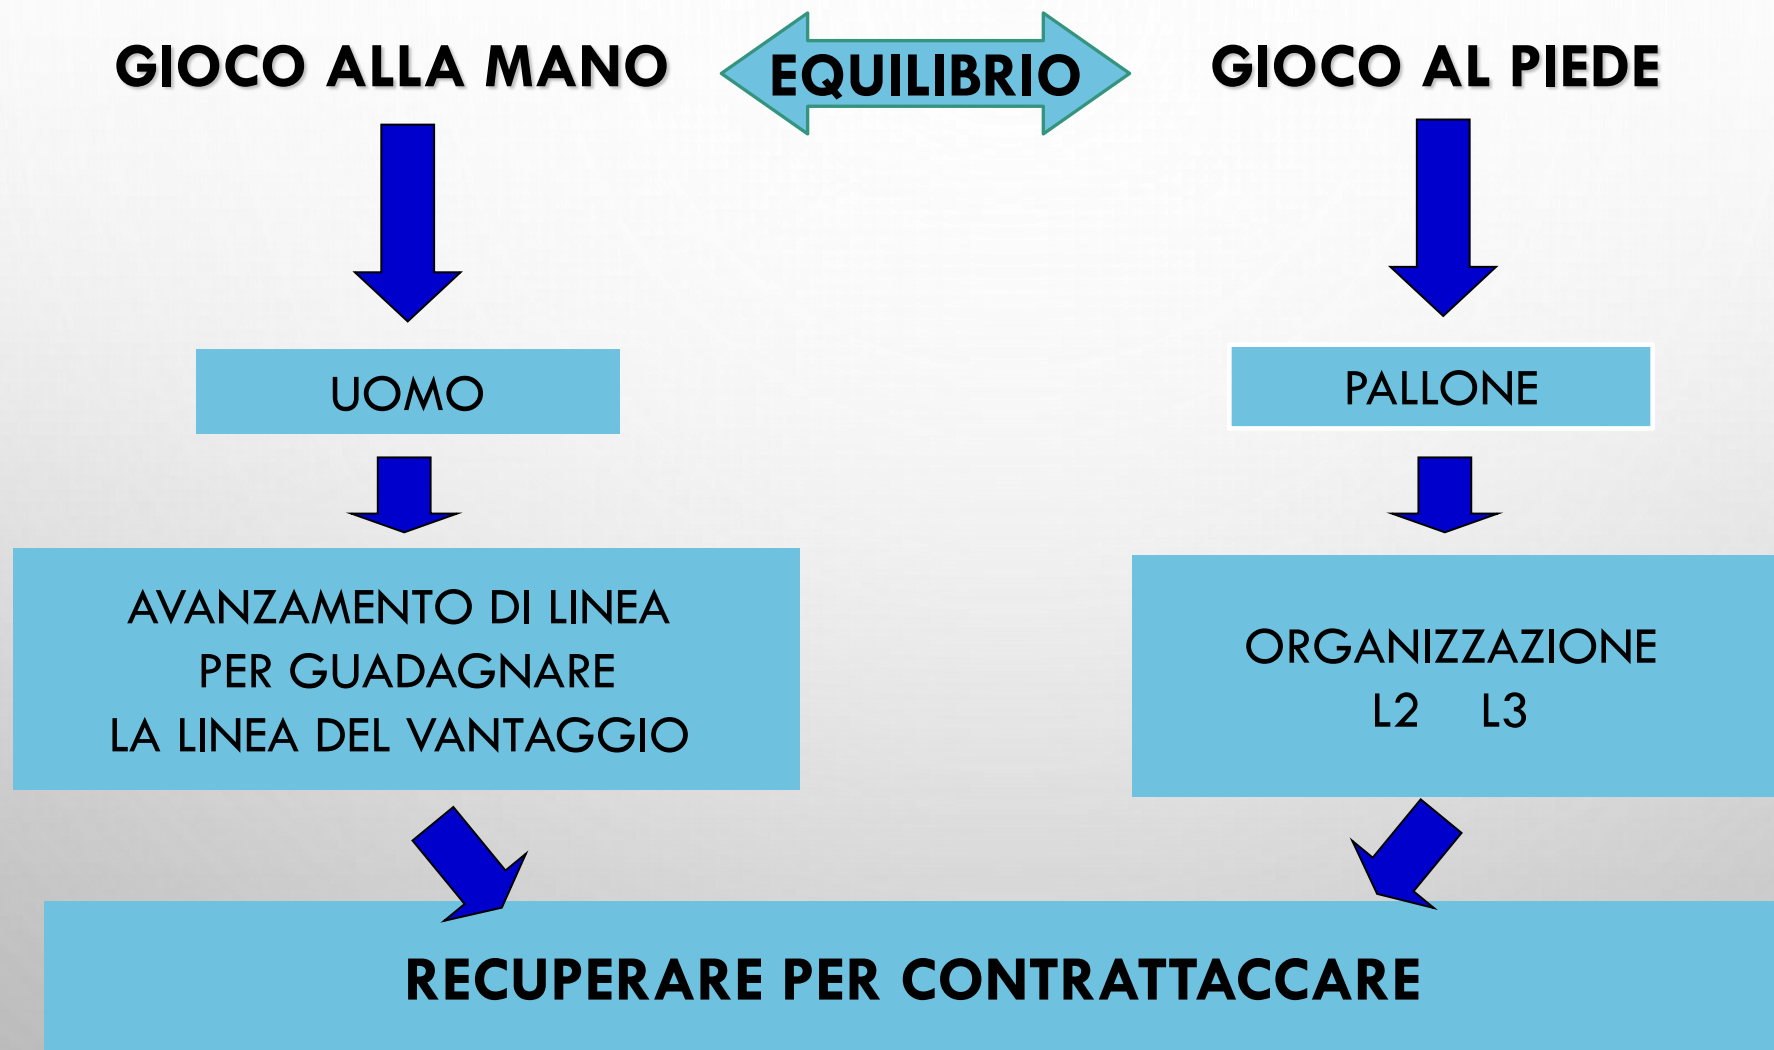 GIOCO ALLA MANO
EQUILIBRIO
GIOCO AL PIEDE
UOMO
PALLONE
AVANZAMENTO DI LINEA
PER GUADAGNARE
LA LINEA DEL VANTAGGIO
ORGANIZZAZIONE
L2 L3
RECUPERARE PER CONTRATTACCARE